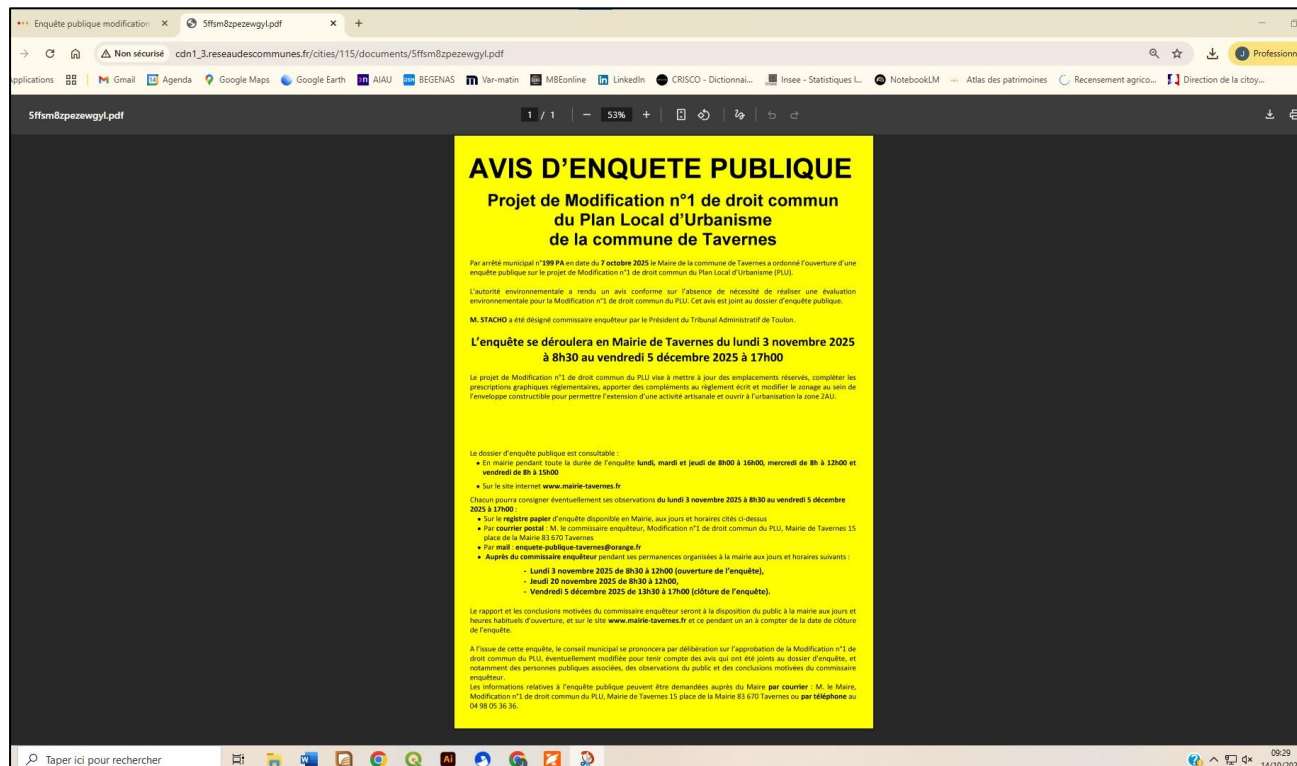 Enquête publique modification
5ffsm8zpezewgyl.pdf
Non sécurisé cdn1_3.reseaudescommunes.fr/cities/115/documents/5ffsm8zpezewgyl.pdf
Professionn
pplications Gmail Agenda Google Maps Google Earth AIAU BEGENAS Var-matin MBEonline LinkedIn CRISCO - Dictionnai... Insee - Statistiques l... NotebookLM Atlas des patrimoines Recensement agrico... Direction de la citoy...
5ffsm8zpezewgyl.pdf 1 / 1 53%
AVIS D'ENQUETE PUBLIQUE
Projet de Modification n°1 de droit commun
du Plan Local d'Urbanisme
de la commune de Tavernes
Par arrêté municipal n°199 PA en date du 7 octobre 2025 le Maire de la commune de Tavernes a ordonné l'ouverture d'une
enquête publique sur le projet de Modification n°1 de droit commun du Plan Local d'Urbanisme (PLU).
L'autorité environnementale a rendu un avis conforme sur l'absence de nécessité de réaliser une évaluation
environnementale pour la Modification n°1 de droit commun du PLU. Cet avis est joint au dossier d'enquête publique.
M. STACHO a été désigné commissaire enquêteur par le Président du Tribunal Administratif de Toulon.
L'enquête se déroulera en Mairie de Tavernes du lundi 3 novembre 2025
à 8h30 au vendredi 5 décembre 2025 à 17h00
Le projet de Modification n°1 de droit commun du PLU vise à mettre à jour des emplacements réservés, compléter les
prescriptions graphiques réglementaires, apporter des compléments au règlement écrit et modifier le zonage au sein de
l'enveloppe constructible pour permettre l'extension d'une activité artisanale et ouvrir à l'urbanisation la zone 2AU.
Le dossier d'enquête publique est consultable :
• En mairie pendant toute la durée de l'enquête lundi, mardi et jeudi de 8h00 à 16h00, mercredi de 8h à 12h00 et
vendredi de 8h à 15h00
• Sur le site internet www.mairie-tavernes.fr
Chacun pourra consigner éventuellement ses observations du lundi 3 novembre 2025 à 8h30 au vendredi 5 décembre
2025 à 17h00 :
• Sur le registre papier d'enquête disponible en Mairie, aux jours et horaires cités ci-dessus
• Par courrier postal : M. le commissaire enquêteur, Modification n°1 de droit commun du PLU, Mairie de Tavernes 15
place de la Mairie 83 670 Tavernes
• Par mail : enquete-publique-tavernes@orange.fr
• Auprès du commissaire enquêteur pendant ses permanences organisées à la mairie aux jours et horaires suivants :
- Lundi 3 novembre 2025 de 8h30 à 12h00 (ouverture de l'enquête),
- Jeudi 20 novembre 2025 de 8h30 à 12h00,
- Vendredi 5 décembre 2025 de 13h30 à 17h00 (clôture de l'enquête).
Le rapport et les conclusions motivées du commissaire enquêteur seront à la disposition du public à la mairie aux jours et
heures habituels d'ouverture, et sur le site www.mairie-tavernes.fr et ce pendant un an à compter de la date de clôture
de l'enquête.
A l'issue de cette enquête, le conseil municipal se prononcera par délibération sur l'approbation de la Modification n°1 de
droit commun du PLU, éventuellement modifiée pour tenir compte des avis qui ont été joints au dossier d'enquête, et
notamment des personnes publiques associées, des observations du public et des conclusions motivées du commissaire
enquêteur.
Les informations relatives à l'enquête publique peuvent être demandées auprès du Maire par courrier : M. le Maire,
Modification n°1 de droit commun du PLU, Mairie de Tavernes 15 place de la Mairie 83 670 Tavernes ou par téléphone au
04 98 05 36 36.
Taper ici pour rechercher
09:29
14/10/202